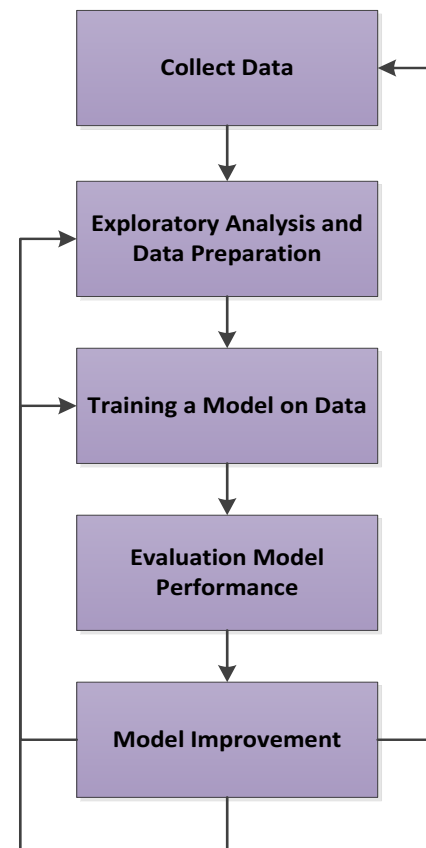 Collect Data
Exploratory Analysis and
Data Preparation
Training a Model on Data
Evaluation Model
Performance
Model Improvement